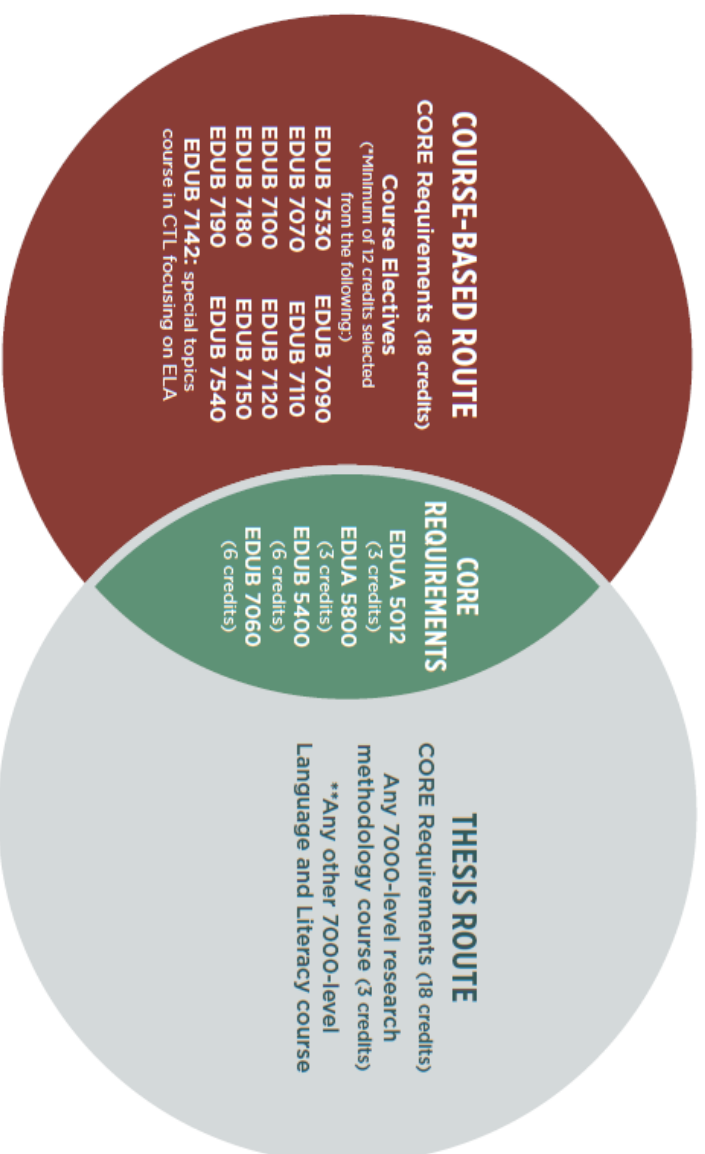 COURSE-BASED ROUTE
CORE Requirements (18 credits)
Course Electives
(*Minimum of 12 credits selected
from the following:)
EDUB 7530 EDUB 7090
EDUB 7070 EDUB 7110
EDUB 7100 EDUB 7120
EDUB 7180 EDUB 7150
EDUB 7190 EDUB 7540
EDUB 7142: special topics
course in CTL focusing on ELA
CORE
REQUIREMENTS
EDUA 5012
(3 credits)
EDUA 5800
(3 credits)
EDUB 5400
(6 credits)
EDUB 7060
(6 credits)
THESIS ROUTE
CORE Requirements (18 credits)
Any 7000-level research
methodology course (3 credits)
**Any other 7000-level
Language and Literacy course